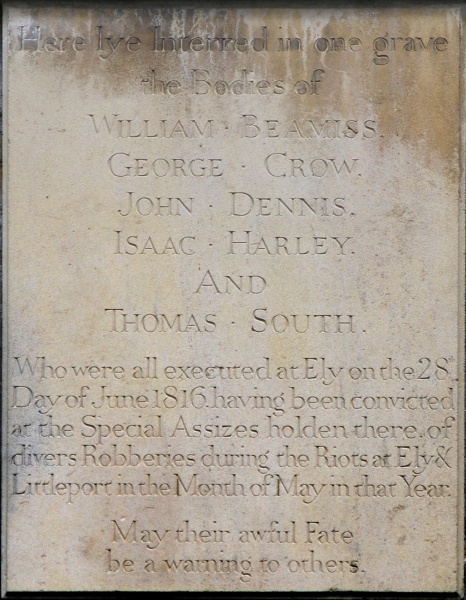 Here lye Interred in one grave
the Bodies of
WILLIAM · BEAMISS.
GEORGE · CROW.
JOHN · DENNIS.
ISAAC · HARLEY.
AND
THOMAS · SOUTH.
Who were all executed at Ely on the 28
Day of June 1816. having been convicted
at the Special Assizes holden there, of
divers Robberies during the Riots at Ely &
Littleport in the Month of May in that Year.
May their awful Fate
be a warning to others.